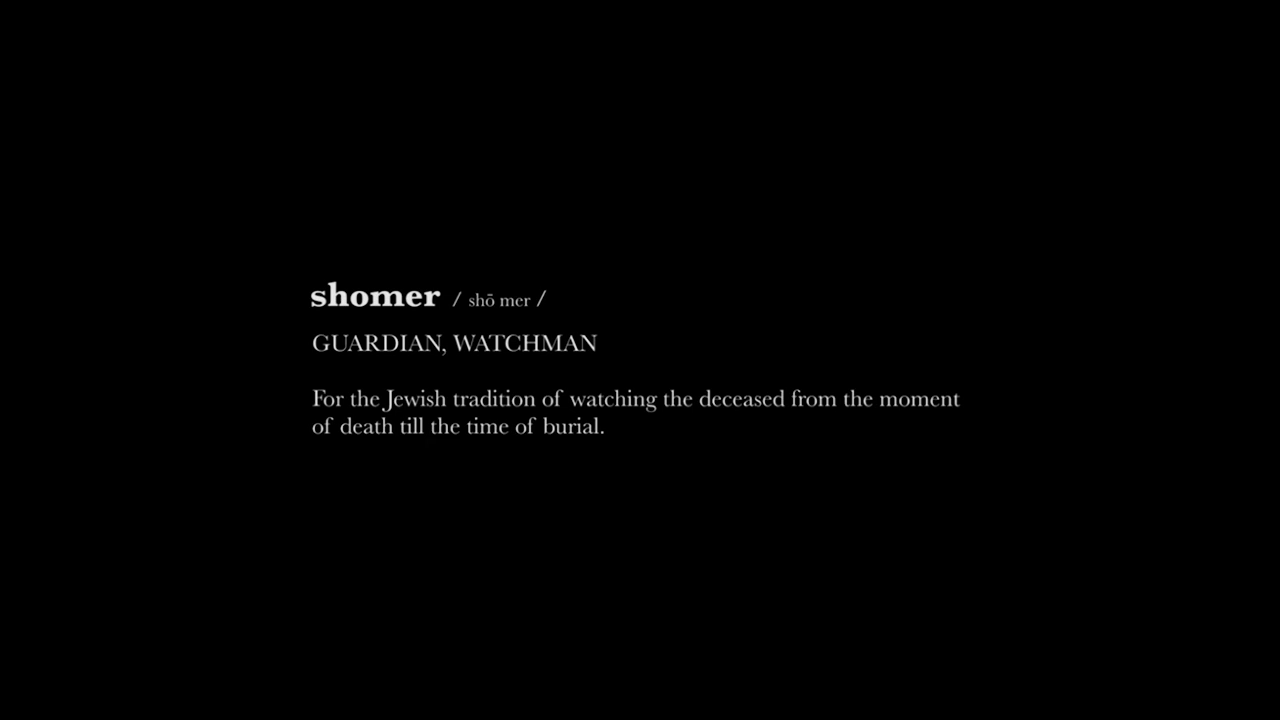 shomer / shō mer /
GUARDIAN, WATCHMAN
For the Jewish tradition of watching the deceased from the moment
of death till the time of burial.